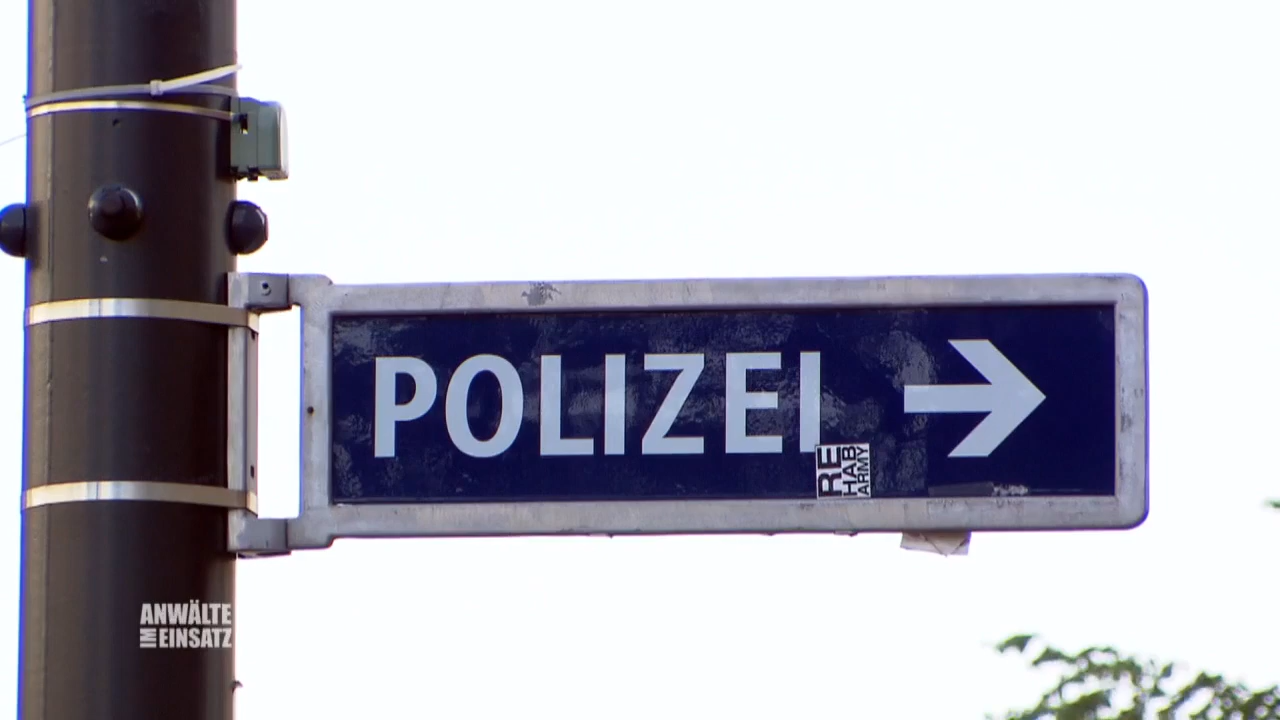 POLIZEI
RE
HAB
ARMY
ANWÄLTE
IM EINSATZ